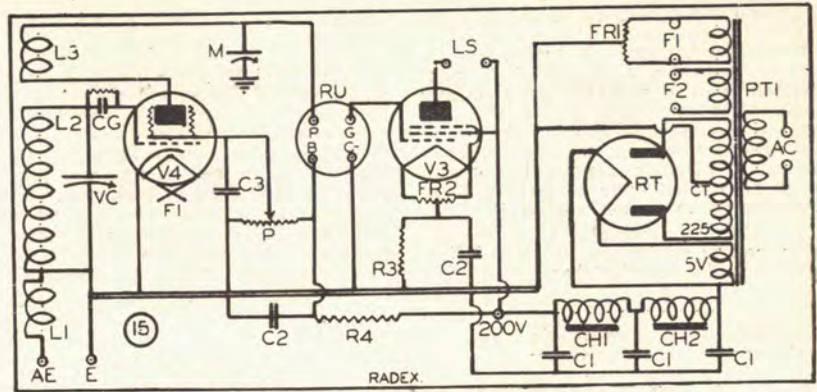 L3
M
LS
FR1
F1
F2
PT1
L2
CG
RU
P
G
B
C-
V4
F1
V3
FR2
VC
C3
P
RT
CT
AC
225
5V
R3
C2
L1
15
C2
R4
200V
CH1
CH2
C1
C1
C1
AE
E
RADEX.